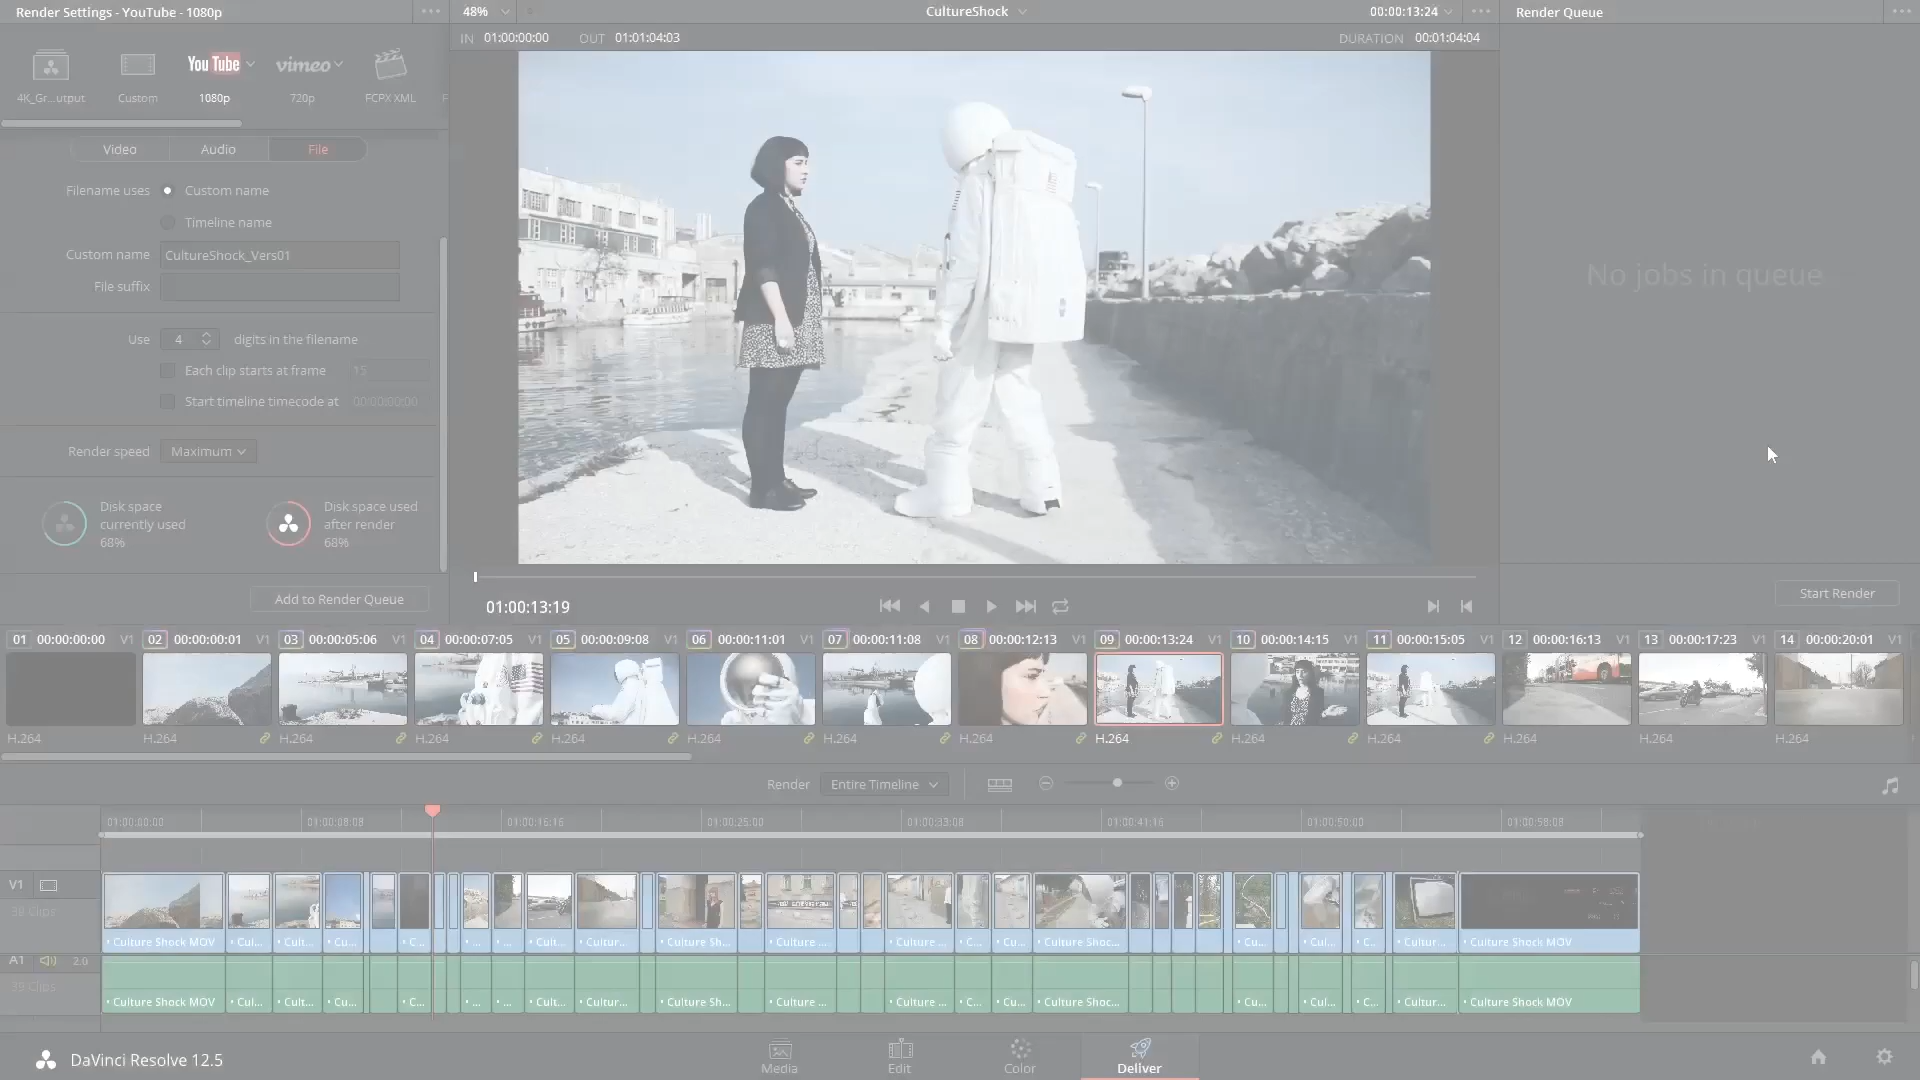 Render Settings - YouTube - 1080p
48%
CultureShock
00:00:13:24
Render Queue
IN 01:00:00:00 OUT 01:01:04:03
DURATION 00:01:04:04
You Tube
vimeo
4K_Gr...utput
Custom
1080p
720p
FCPX XML
F
Video
Audio
File
Filename uses
Custom name
Timeline name
Custom name CultureShock_Vers01
File suffix
Use 4 digits in the filename
Each clip starts at frame 15
Start timeline timecode at 00:00:00:00
Render speed Maximum
Disk space currently used 68%
Disk space used after render 68%
Add to Render Queue
No jobs in queue
01:00:13:19
Start Render
01 00:00:00:00 V1
02 00:00:00:01 V1
03 00:00:05:06 V1
04 00:00:07:05 V1
05 00:00:09:08 V1
06 00:00:11:01 V1
07 00:00:11:08 V1
08 00:00:12:13 V1
09 00:00:13:24 V1
10 00:00:14:15 V1
11 00:00:15:05 V1
12 00:00:16:13 V1
13 00:00:17:23 V1
14 00:00:20:01 V1
H.264 H.264 H.264 H.264 H.264 H.264 H.264 H.264 H.264 H.264 H.264 H.264 H.264 H.264
Render Entire Timeline
01:00:00:00 01:00:08:08 01:00:16:16 01:00:25:00 01:00:33:08 01:00:41:16 01:00:50:00 01:00:58:08
V1
38 Clips
Culture Shock MOV Cul... Cult... Cu... C... ... ... Cult... Cultur... Culture Sh... Culture ... Culture ... C... Cu... Culture Shoc... Cu... Cul... C... Cultur... Culture Shock MOV
A1 2.0
39 Clips
Culture Shock MOV Cul... Cult... Cu... C... ... ... Cult... Cultur... Culture Sh... Culture ... Culture ... C... Cu... Culture Shoc... Cu... Cul... C... Cultur... Culture Shock MOV
DaVinci Resolve 12.5
Media
Edit
Color
Deliver